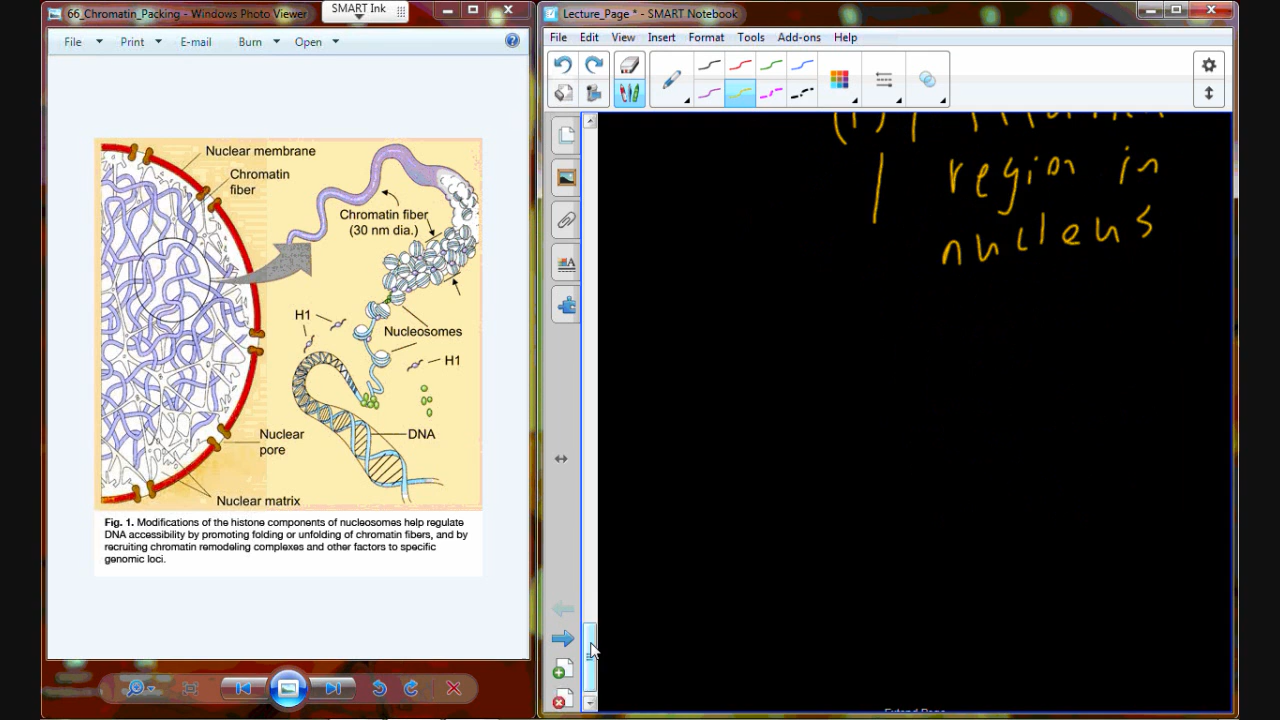 66_Chromatin_Packing - Windows Photo Viewer
SMART Ink
File Print E-mail Burn Open
Nuclear membrane
Chromatin
fiber
Chromatin fiber
(30 nm dia.)
H1
Nucleosomes
H1
DNA
Nuclear
pore
Nuclear matrix
Fig. 1. Modifications of the histone components of nucleosomes help regulate
DNA accessibility by promoting folding or unfolding of chromatin fibers, and by
recruiting chromatin remodeling complexes and other factors to specific
genomic loci.
Lecture_Page * - SMART Notebook
File Edit View Insert Format Tools Add-ons Help
region in
nucleus
Extend Page